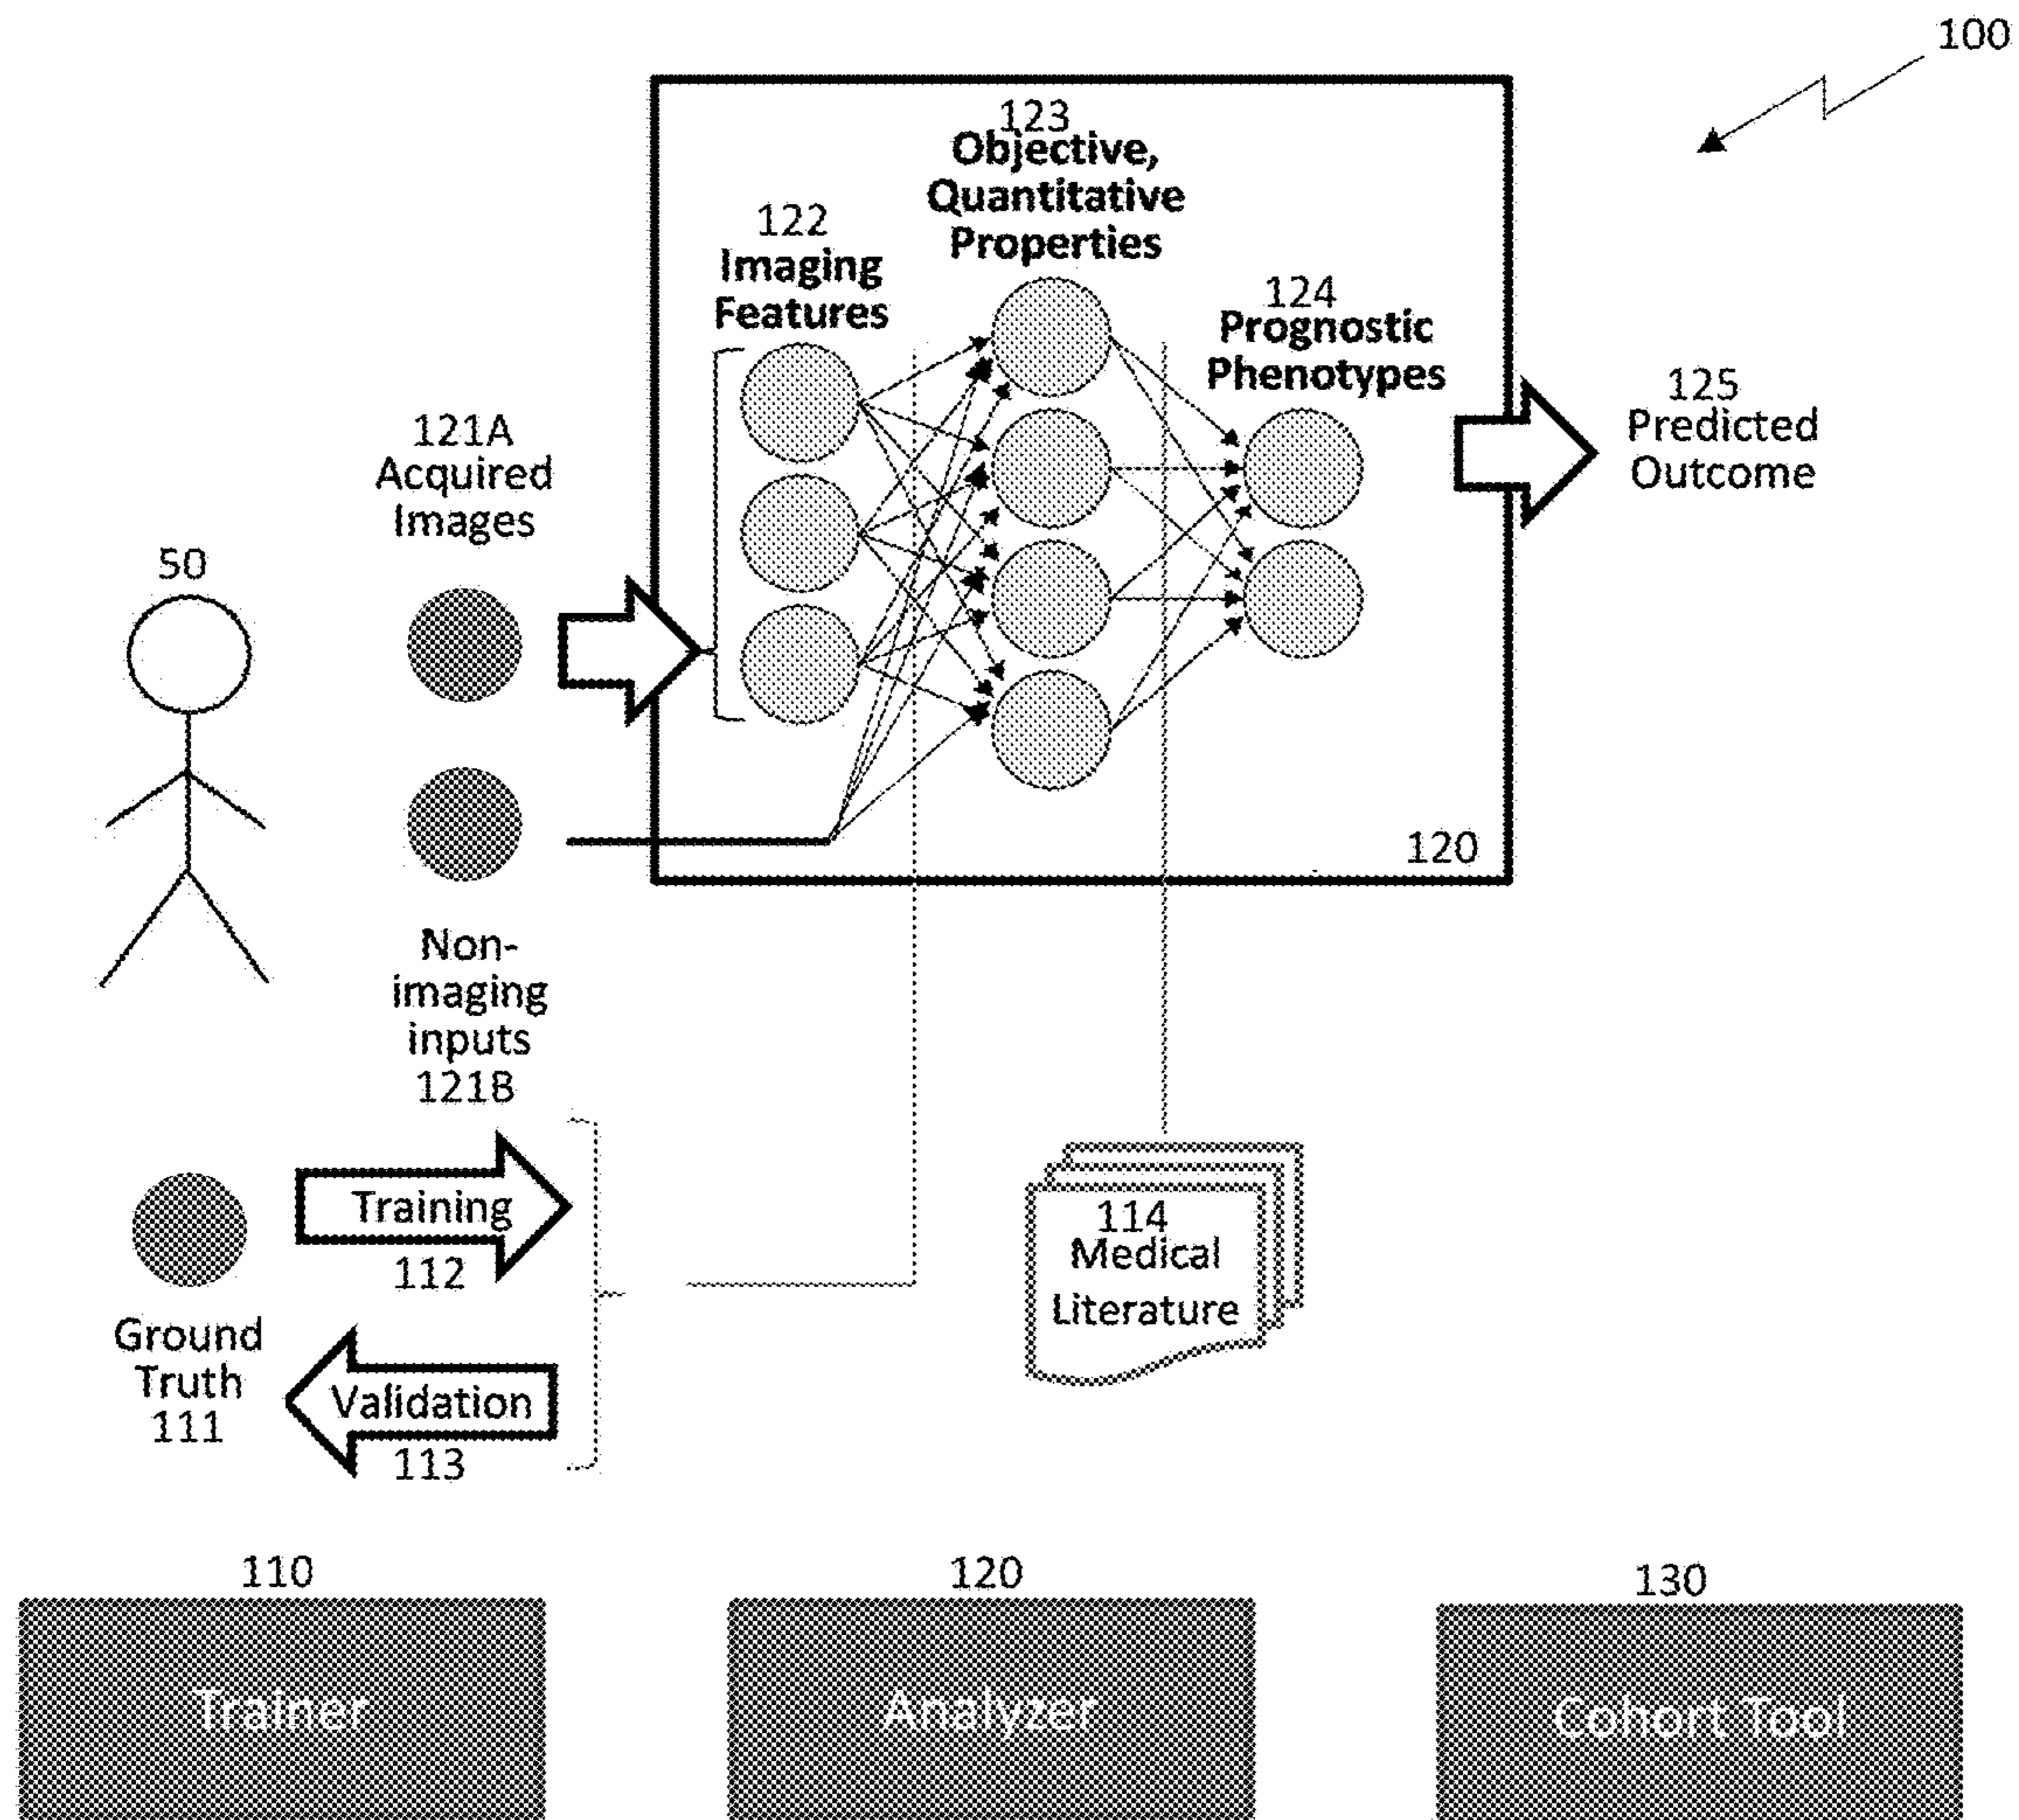 100
123
Objective,
Quantitative
Properties
122
Imaging
Features
124
Prognostic
Phenotypes
125
Predicted
Outcome
121A
Acquired
Images
50
120
Non-
imaging
inputs
121B
Training
112
Ground
Truth
111
Validation
113
114
Medical
Literature
110
Trainer
120
Analyzer
130
Cohort Tool